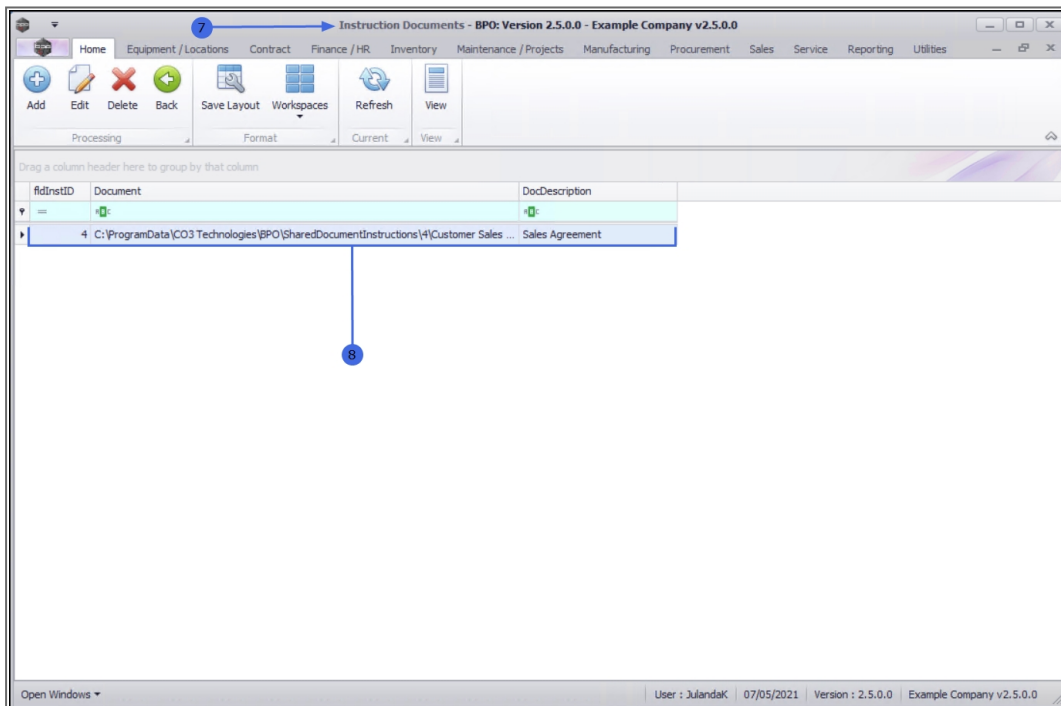 7
Instruction Documents - BPO: Version 2.5.0.0 - Example Company v2.5.0.0
Home Equipment / Locations Contract Finance / HR Inventory Maintenance / Projects Manufacturing Procurement Sales Service Reporting Utilities
Add Edit Delete Back Save Layout Workspaces Refresh View
Processing Format Current View
Drag a column header here to group by that column
fldInstID Document DocDescription
4 C:\ProgramData\CO3 Technologies\BPO\SharedDocumentInstructions\4\Customer Sales ... Sales Agreement
8
Open Windows User : JulandaK 07/05/2021 Version : 2.5.0.0 Example Company v2.5.0.0